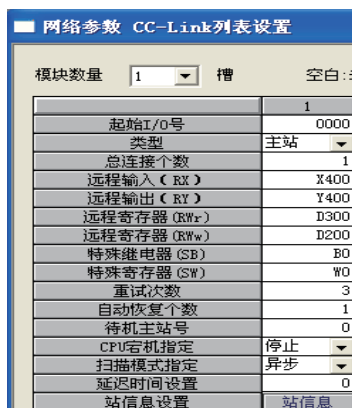 网络参数 CC-Link列表设置
模块数量 1 槽 空白:
1
起始I/O号 0000
类型 主站
总连接个数 1
远程输入(RX) X400
远程输出(RY) Y400
远程寄存器(RWr) D300
远程寄存器(RWw) D200
特殊继电器(SB) B0
特殊寄存器(SW) W0
重试次数 3
自动恢复个数 1
待机主站号 0
CPU宕机指定 停止
扫描模式指定 异步
延迟时间设置 0
站信息设置 站信息